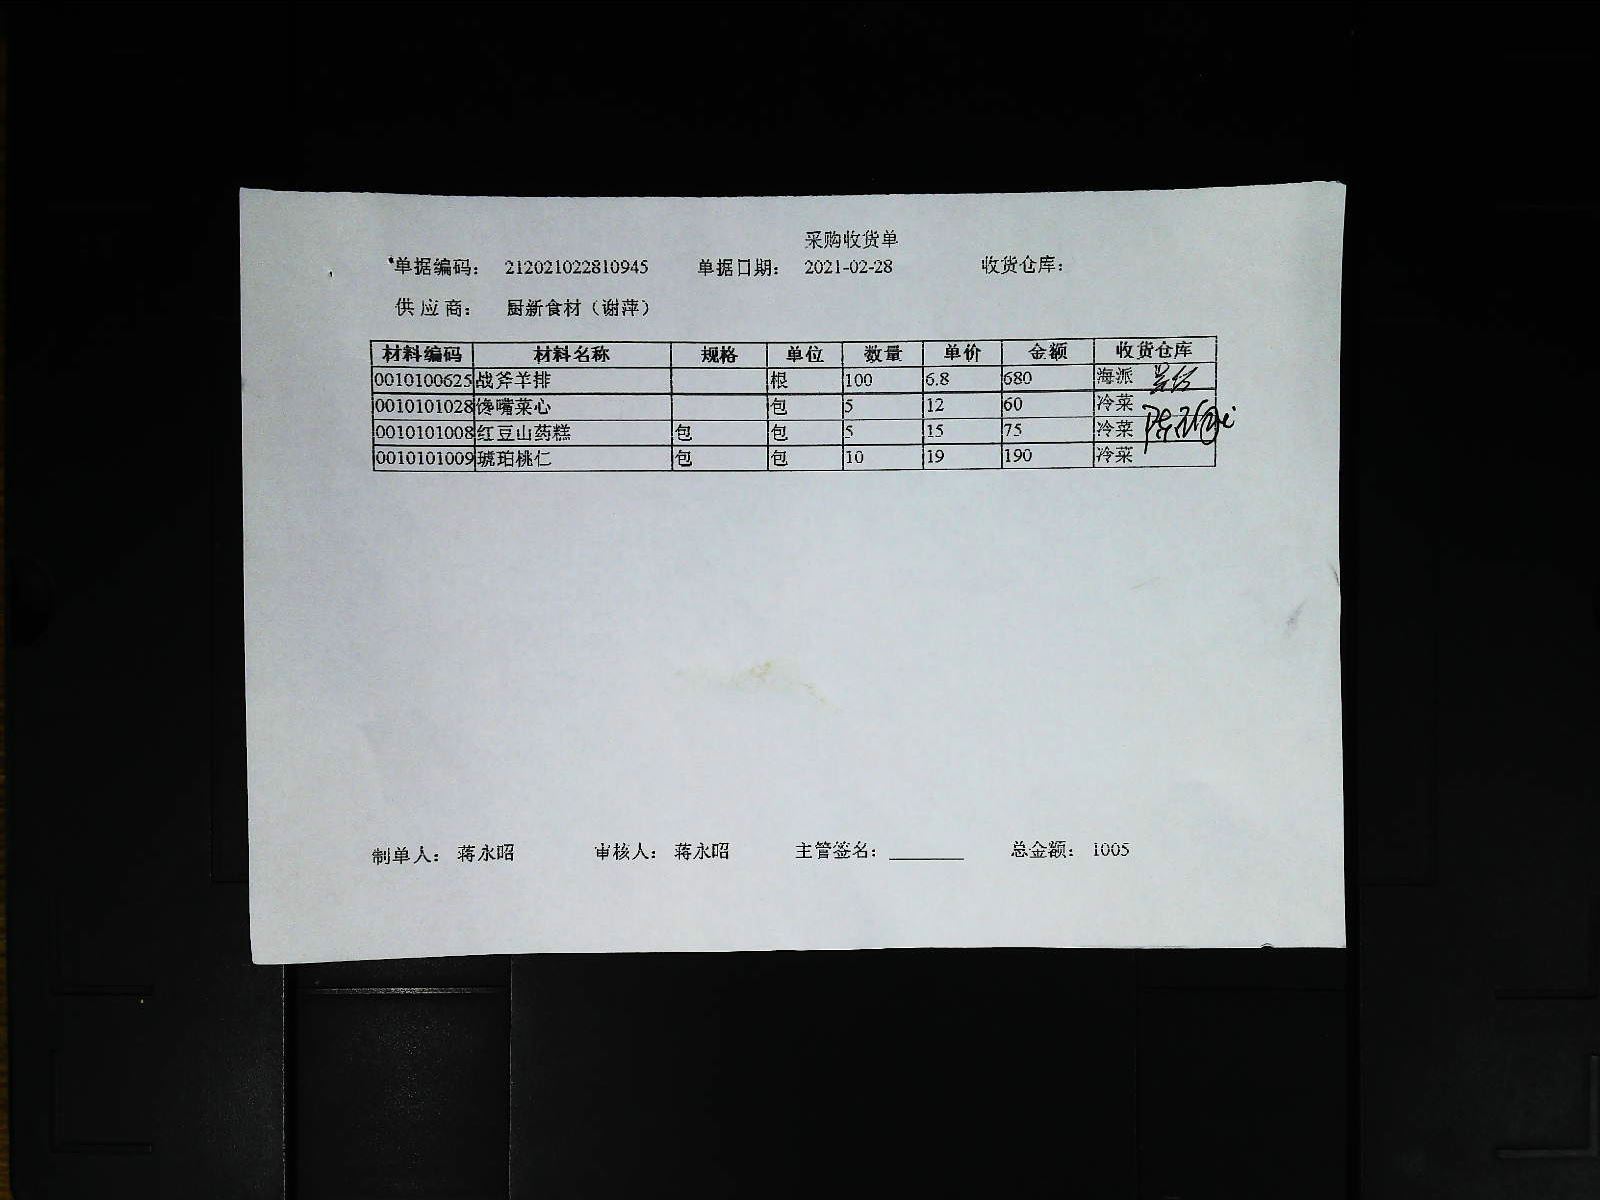 采购收货单
单据编码： 212021022810945 单据日期： 2021-02-28 收货仓库：
供应商： 厨新食材（谢萍）
材料编码 材料名称 规格 单位 数量 单价 金额 收货仓库
0010100625 战斧羊排 根 100 6.8 680 海派
0010101028 馋嘴菜心 包 5 12 60 冷菜
0010101008 红豆山药糕 包 包 5 15 75 冷菜
0010101009 琥珀桃仁 包 包 10 19 190 冷菜
制单人： 蒋永昭 审核人： 蒋永昭 主管签名： 总金额： 1005